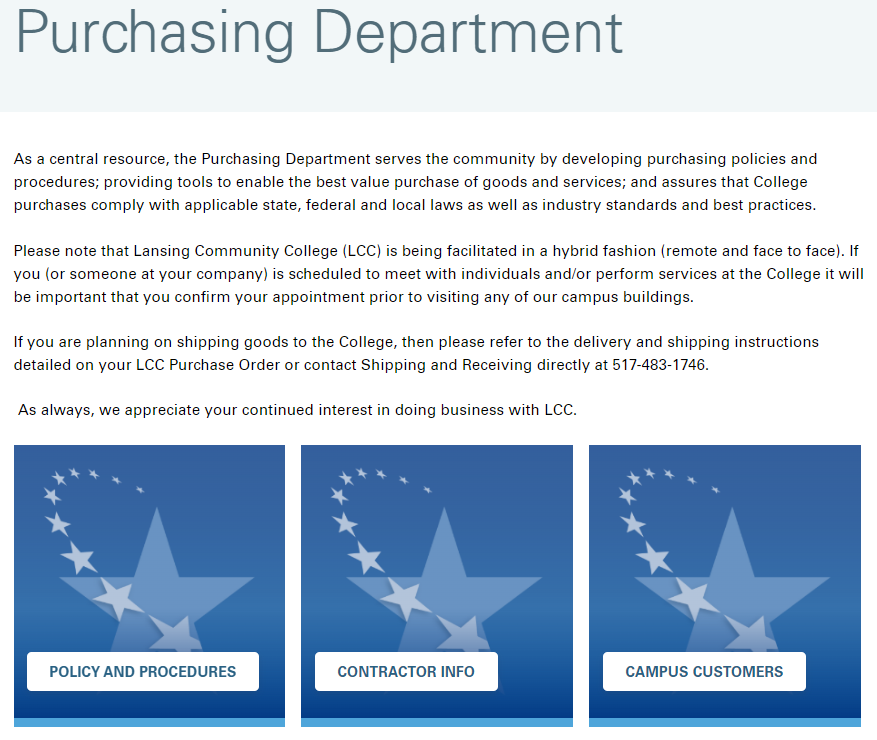 Purchasing Department
As a central resource, the Purchasing Department serves the community by developing purchasing policies and
procedures; providing tools to enable the best value purchase of goods and services; and assures that College
purchases comply with applicable state, federal and local laws as well as industry standards and best practices.
Please note that Lansing Community College (LCC) is being facilitated in a hybrid fashion (remote and face to face). If
you (or someone at your company) is scheduled to meet with individuals and/or perform services at the College it will
be important that you confirm your appointment prior to visiting any of our campus buildings.
If you are planning on shipping goods to the College, then please refer to the delivery and shipping instructions
detailed on your LCC Purchase Order or contact Shipping and Receiving directly at 517-483-1746.
As always, we appreciate your continued interest in doing business with LCC.
POLICY AND PROCEDURES
CONTRACTOR INFO
CAMPUS CUSTOMERS